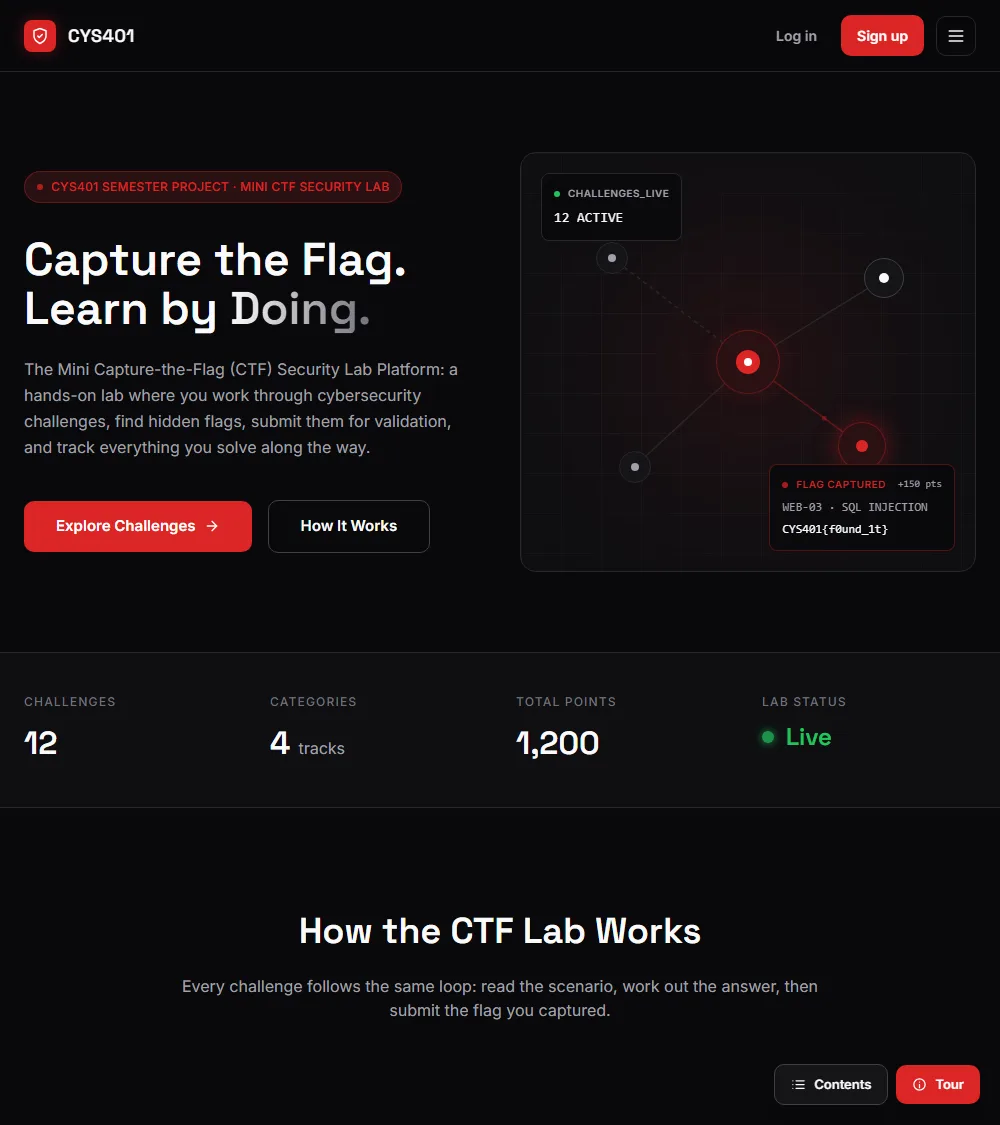 CYS401
Log in
Sign up
CYS401 SEMESTER PROJECT · MINI CTF SECURITY LAB
Capture the Flag.
Learn by Doing.
The Mini Capture-the-Flag (CTF) Security Lab Platform: a
hands-on lab where you work through cybersecurity
challenges, find hidden flags, submit them for validation,
and track everything you solve along the way.
Explore Challenges →
How It Works
CHALLENGES_LIVE
12 ACTIVE
FLAG CAPTURED +150 pts
WEB-03 · SQL INJECTION
CYS401{f0und_1t}
CHALLENGES
12
CATEGORIES
4 tracks
TOTAL POINTS
1,200
LAB STATUS
Live
How the CTF Lab Works
Every challenge follows the same loop: read the scenario, work out the answer, then
submit the flag you captured.
Contents
Tour